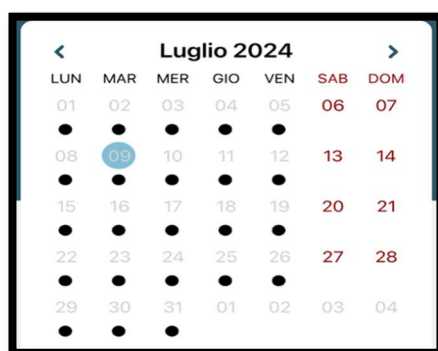 Luglio 2024
LUN MAR MER GIO VEN SAB DOM
01 02 03 04 05 06 07
08 09 10 11 12 13 14
15 16 17 18 19 20 21
22 23 24 25 26 27 28
29 30 31 01 02 03 04